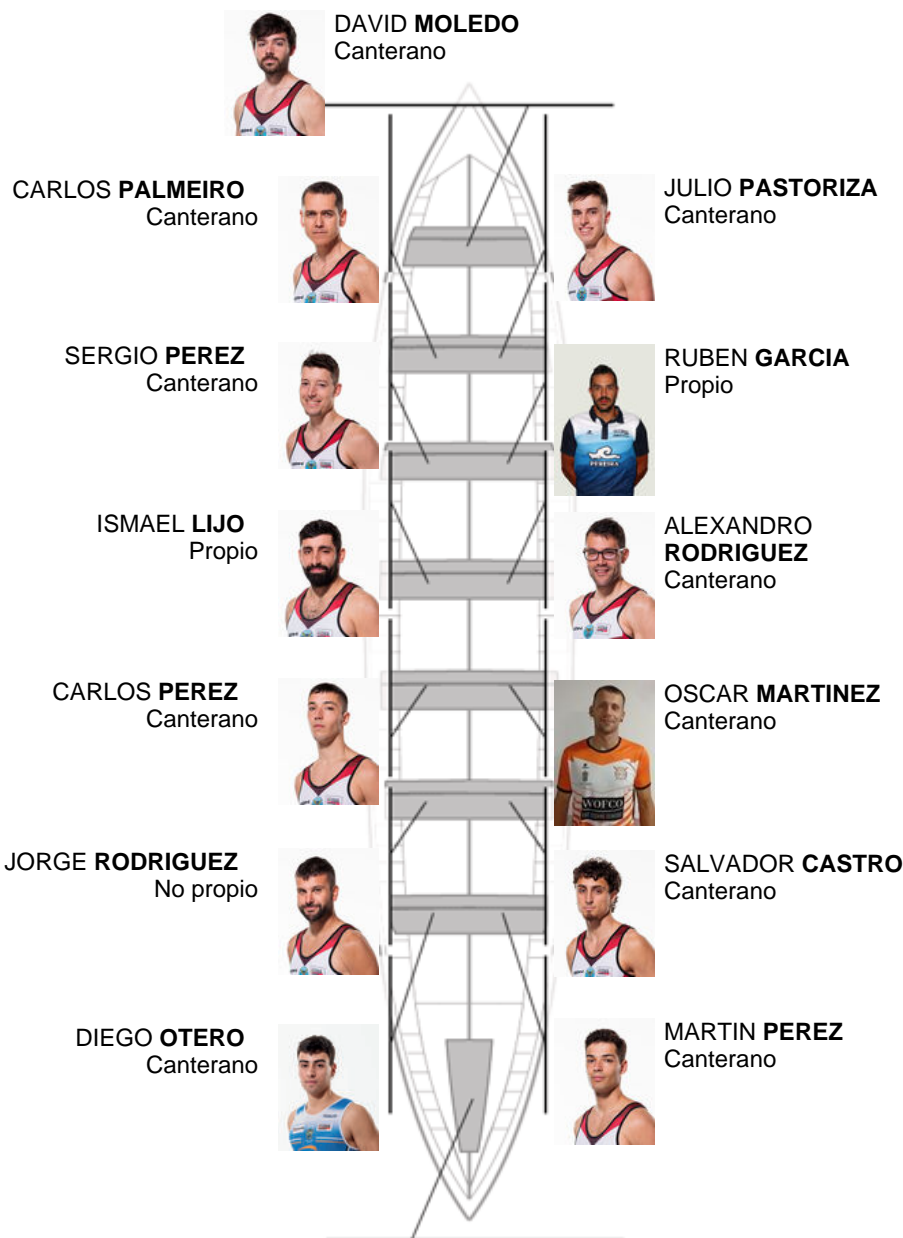 DAVID MOLEDO
Canterano
CARLOS PALMEIRO
Canterano
JULIO PASTORIZA
Canterano
SERGIO PEREZ
Canterano
RUBEN GARCIA
Propio
PEREIRA
ISMAEL LIJO
Propio
ALEXANDRO
RODRIGUEZ
Canterano
CARLOS PEREZ
Canterano
OSCAR MARTINEZ
Canterano
WOFCO
JORGE RODRIGUEZ
No propio
SALVADOR CASTRO
Canterano
DIEGO OTERO
Canterano
MARTIN PEREZ
Canterano